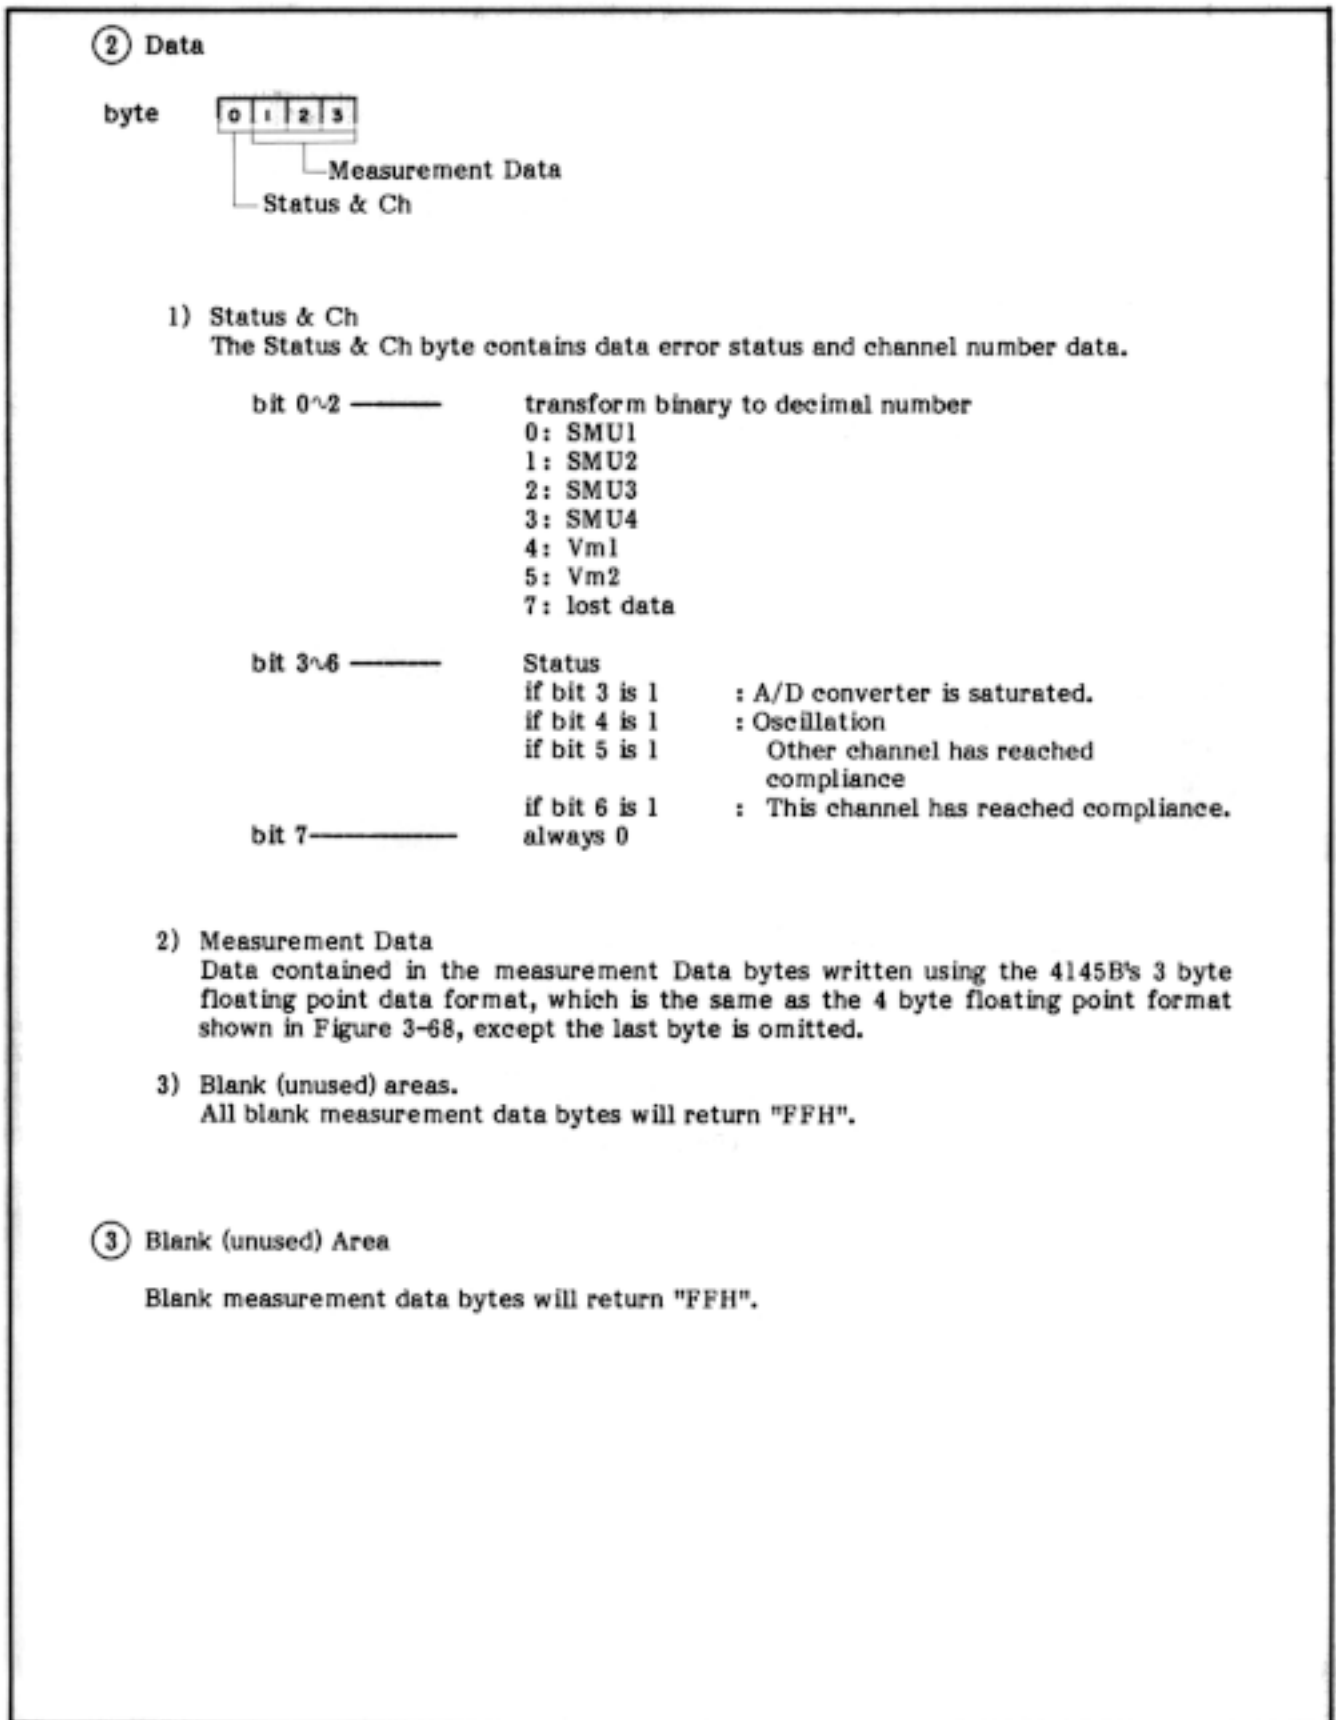 ② Data
byte 0 1 2 3
Measurement Data
Status & Ch
1) Status & Ch
The Status & Ch byte contains data error status and channel number data.
bit 0~2 transform binary to decimal number
0: SMU1
1: SMU2
2: SMU3
3: SMU4
4: Vm1
5: Vm2
7: lost data
bit 3~6 Status
if bit 3 is 1 : A/D converter is saturated.
if bit 4 is 1 : Oscillation
if bit 5 is 1 Other channel has reached
compliance
if bit 6 is 1 : This channel has reached compliance.
bit 7 always 0
2) Measurement Data
Data contained in the measurement Data bytes written using the 4145B's 3 byte
floating point data format, which is the same as the 4 byte floating point format
shown in Figure 3-68, except the last byte is omitted.
3) Blank (unused) areas.
All blank measurement data bytes will return "FFH".
③ Blank (unused) Area
Blank measurement data bytes will return "FFH".